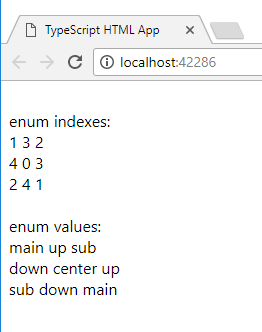 TypeScript HTML App
localhost:42286
enum indexes:
1 3 2
4 0 3
2 4 1
enum values:
main up sub
down center up
sub down main